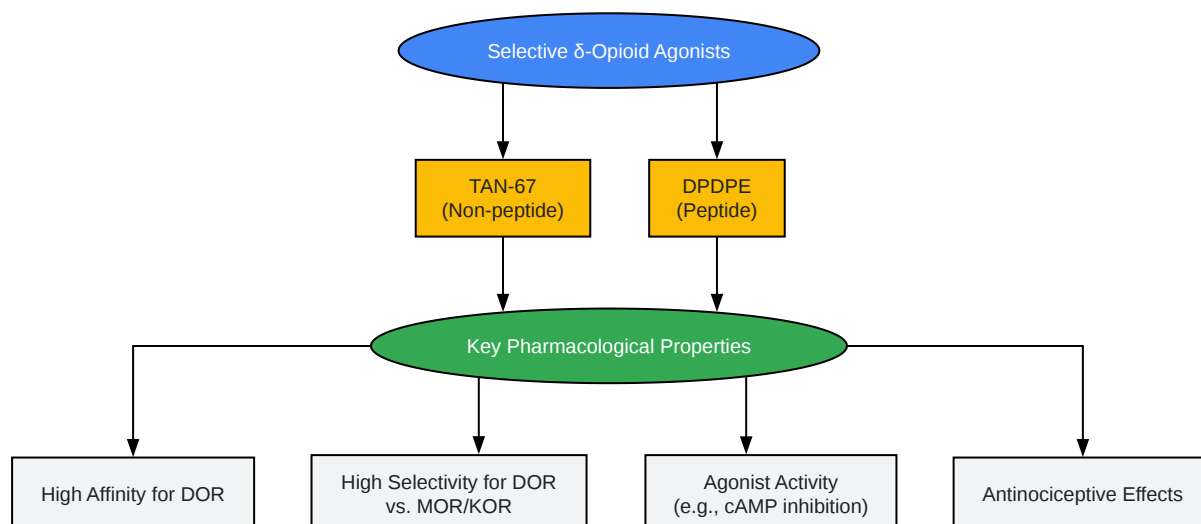 Selective δ-Opioid Agonists
TAN-67
(Non-peptide)
DPDPE
(Peptide)
Key Pharmacological Properties
High Affinity for DOR
High Selectivity for DOR
vs. MOR/KOR
Agonist Activity
(e.g., cAMP inhibition)
Antinociceptive Effects